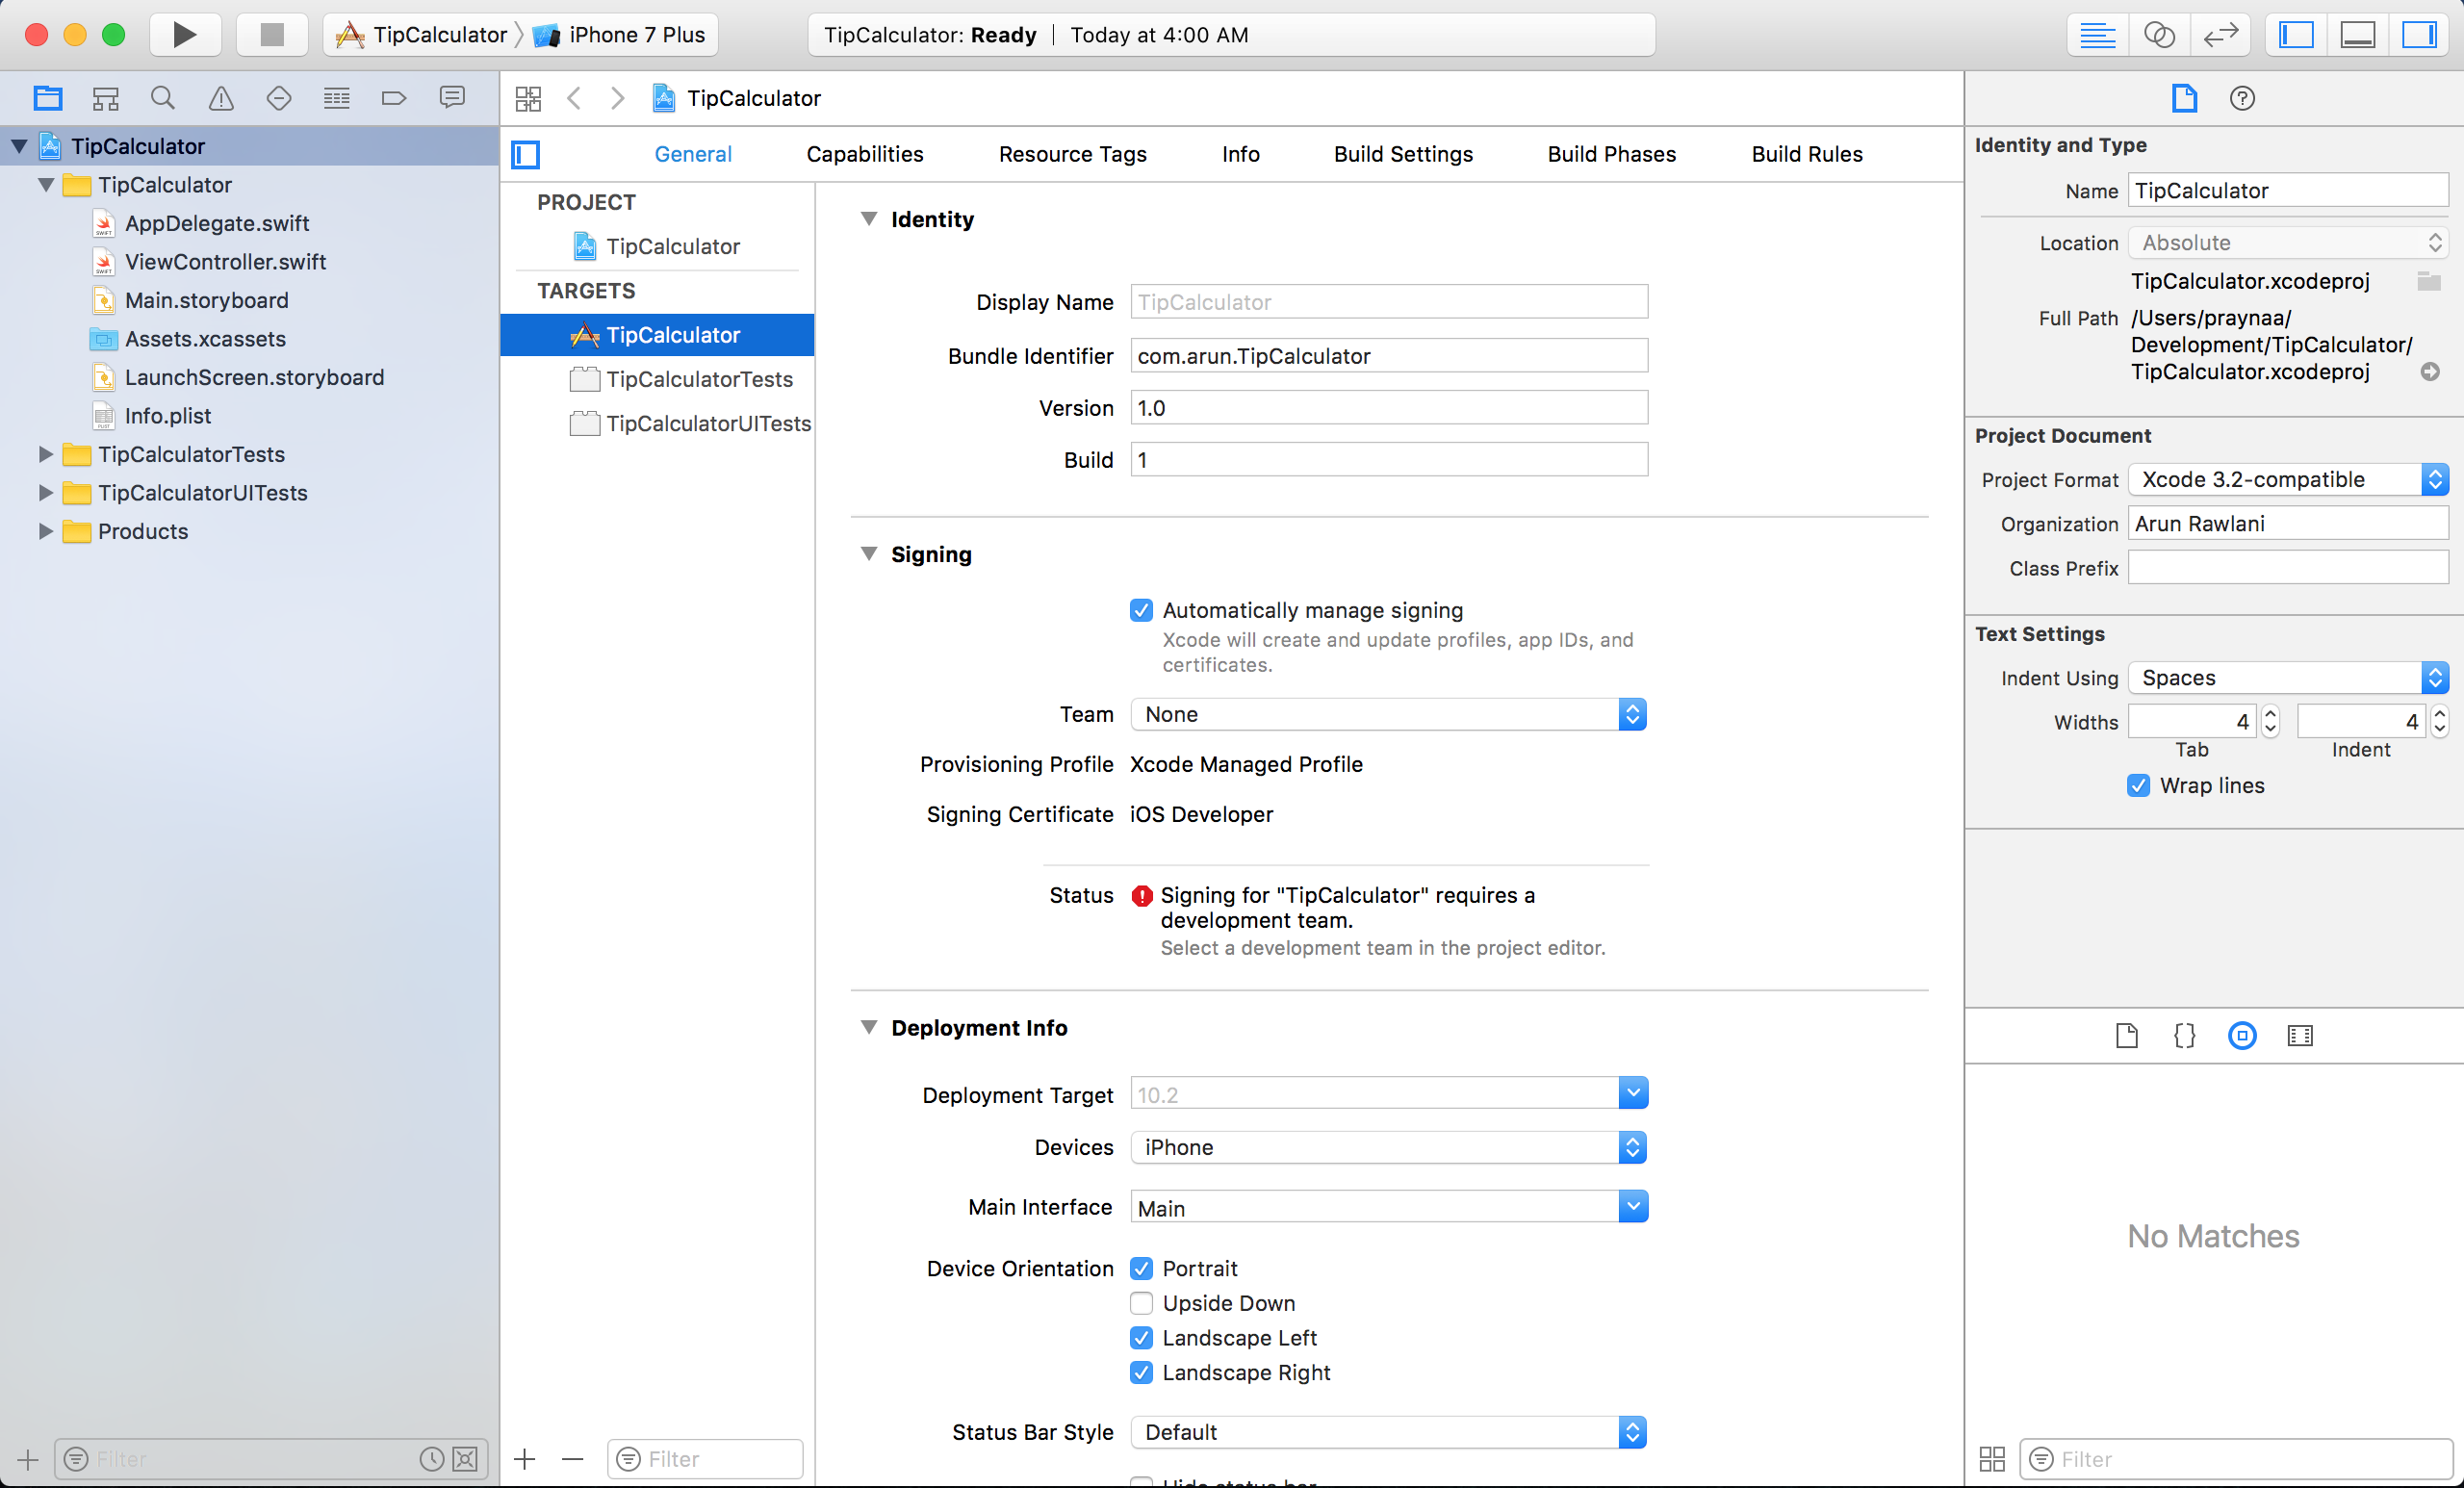 TipCalculator
iPhone 7 Plus
TipCalculator: Ready | Today at 4:00 AM
TipCalculator
TipCalculator
AppDelegate.swift
ViewController.swift
Main.storyboard
Assets.xcassets
LaunchScreen.storyboard
Info.plist
TipCalculatorTests
TipCalculatorUITests
Products
Filter
TipCalculator
General Capabilities Resource Tags Info Build Settings Build Phases Build Rules
PROJECT
TipCalculator
TARGETS
TipCalculator
TipCalculatorTests
TipCalculatorUITests
Filter
Identity
Display Name TipCalculator
Bundle Identifier com.arun.TipCalculator
Version 1.0
Build 1
Signing
Automatically manage signing
Xcode will create and update profiles, app IDs, and
certificates.
Team None
Provisioning Profile Xcode Managed Profile
Signing Certificate iOS Developer
Status Signing for "TipCalculator" requires a
development team.
Select a development team in the project editor.
Deployment Info
Deployment Target 10.2
Devices iPhone
Main Interface Main
Device Orientation Portrait
Upside Down
Landscape Left
Landscape Right
Status Bar Style Default
Hide status bar
Identity and Type
Name TipCalculator
Location Absolute
TipCalculator.xcodeproj
Full Path /Users/praynaa/
Development/TipCalculator/
TipCalculator.xcodeproj
Project Document
Project Format Xcode 3.2-compatible
Organization Arun Rawlani
Class Prefix
Text Settings
Indent Using Spaces
Widths 4 4
Tab Indent
Wrap lines
No Matches
Filter